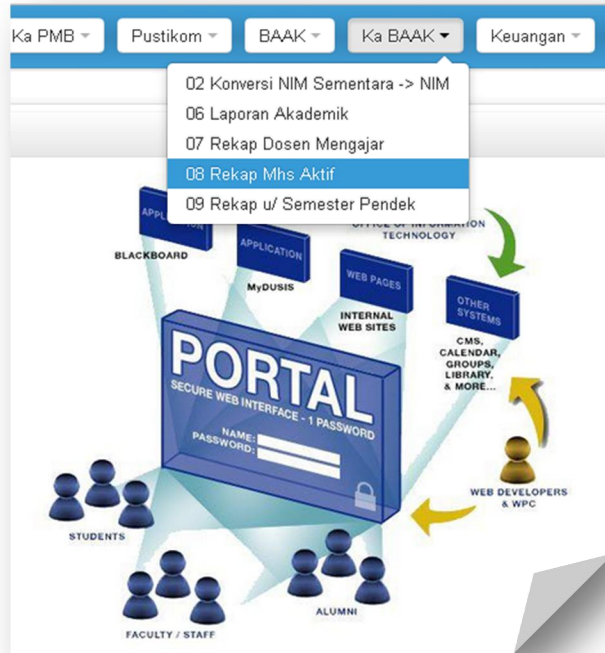 Ka PMB
Pustikom
BAAK
Ka BAAK
Keuangan
02 Konversi NIM Sementara -> NIM
06 Laporan Akademik
07 Rekap Dosen Mengajar
08 Rekap Mhs Aktif
09 Rekap u/ Semester Pendek
BLACKBOARD
APPLICATION
MyDUSIS
WEB PAGES
INTERNAL
WEB SITES
OFFICE OF INFORMATION
TECHNOLOGY
OTHER
SYSTEMS
CMS,
CALENDAR,
GROUPS,
LIBRARY,
& MORE...
PORTAL
SECURE WEB INTERFACE - 1 PASSWORD
NAME:
PASSWORD:
WEB DEVELOPERS
& WPC
STUDENTS
FACULTY / STAFF
ALUMNI